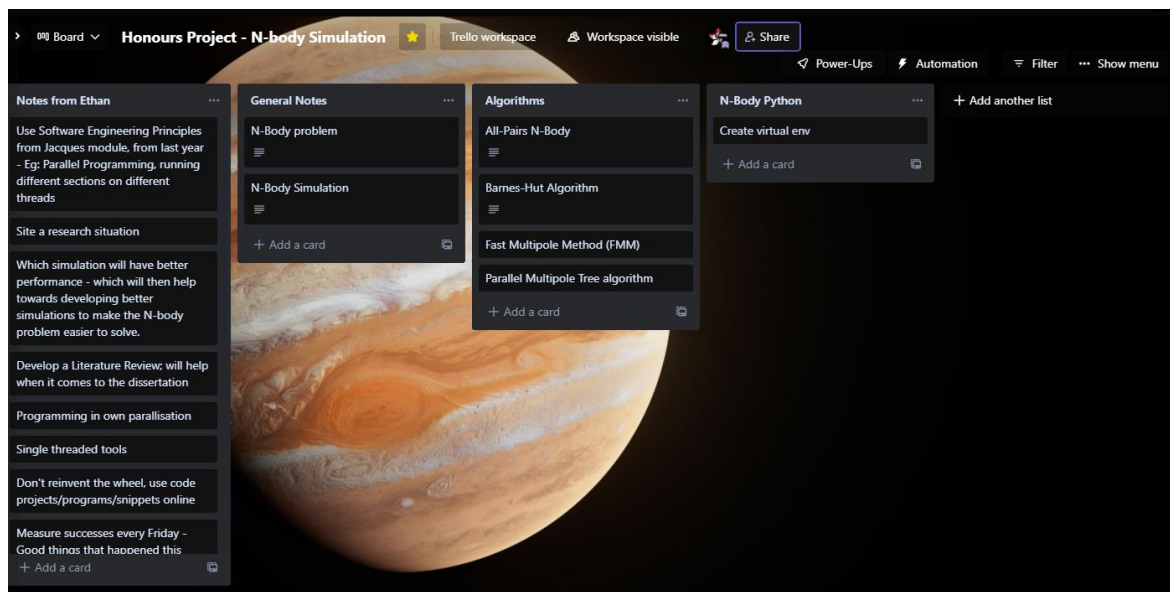 Board
Honours Project - N-body Simulation
Trello workspace
Workspace visible
Share
Power-Ups
Automation
Filter
Show menu
Notes from Ethan
Use Software Engineering Principles
from Jacques module, from last year
- Eg: Parallel Programming, running
different sections on different
threads
Site a research situation
Which simulation will have better
performance - which will then help
towards developing better
simulations to make the N-body
problem easier to solve.
Develop a Literature Review; will help
when it comes to the dissertation
Programming in own parallisation
Single threaded tools
Don't reinvent the wheel, use code
projects/programs/snippets online
Measure successes every Friday -
Good things that happened this
+ Add a card
General Notes
N-Body problem
N-Body Simulation
+ Add a card
Algorithms
All-Pairs N-Body
Barnes-Hut Algorithm
Fast Multipole Method (FMM)
Parallel Multipole Tree algorithm
+ Add a card
N-Body Python
Create virtual env
+ Add a card
+ Add another list